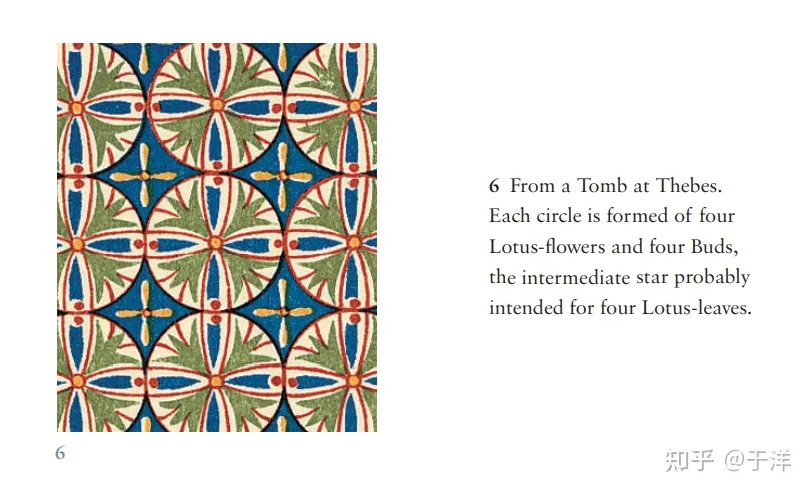 6 From a Tomb at Thebes.
Each circle is formed of four
Lotus-flowers and four Buds,
the intermediate star probably
intended for four Lotus-leaves.
6
知乎 @于洋